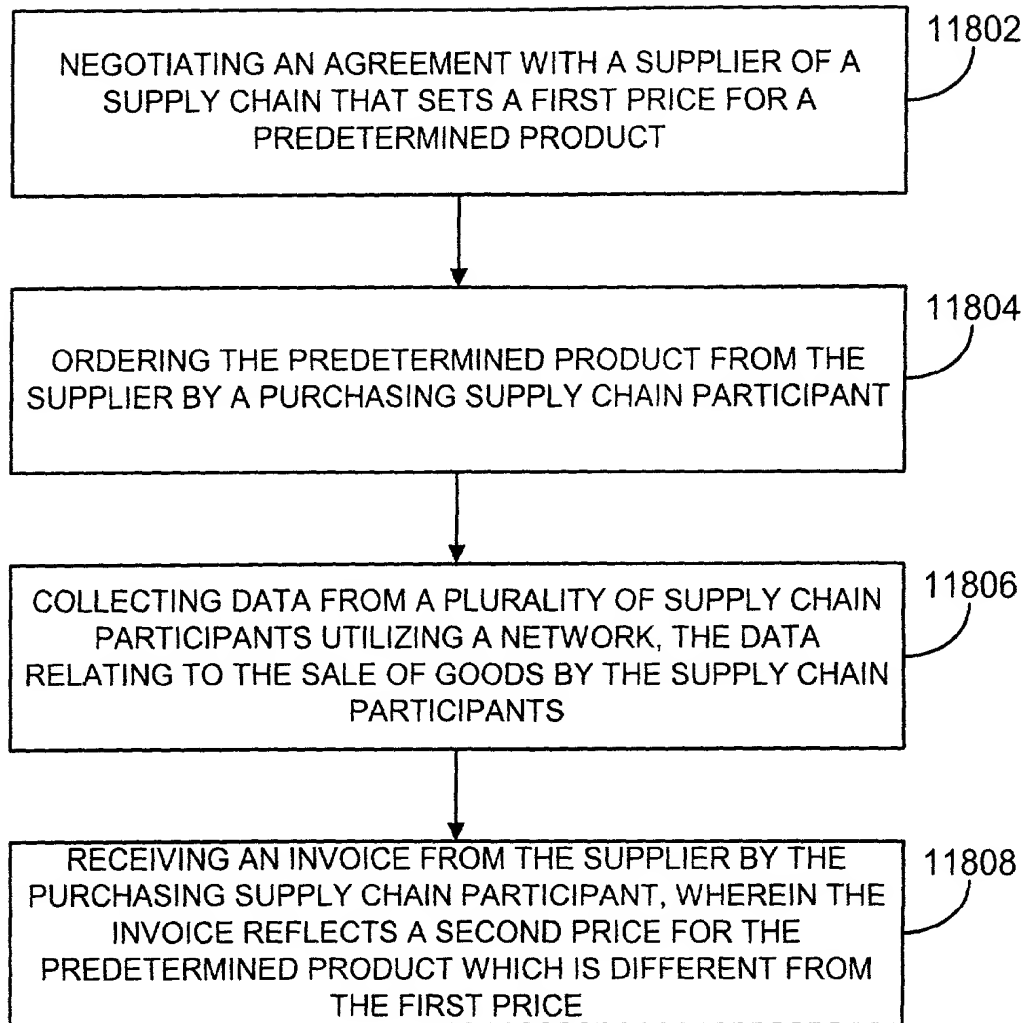 11802
NEGOTIATING AN AGREEMENT WITH A SUPPLIER OF A
SUPPLY CHAIN THAT SETS A FIRST PRICE FOR A
PREDETERMINED PRODUCT
11804
ORDERING THE PREDETERMINED PRODUCT FROM THE
SUPPLIER BY A PURCHASING SUPPLY CHAIN PARTICIPANT
11806
COLLECTING DATA FROM A PLURALITY OF SUPPLY CHAIN
PARTICIPANTS UTILIZING A NETWORK, THE DATA
RELATING TO THE SALE OF GOODS BY THE SUPPLY CHAIN
PARTICIPANTS
11808
RECEIVING AN INVOICE FROM THE SUPPLIER BY THE
PURCHASING SUPPLY CHAIN PARTICIPANT, WHEREIN THE
INVOICE REFLECTS A SECOND PRICE FOR THE
PREDETERMINED PRODUCT WHICH IS DIFFERENT FROM
THE FIRST PRICE